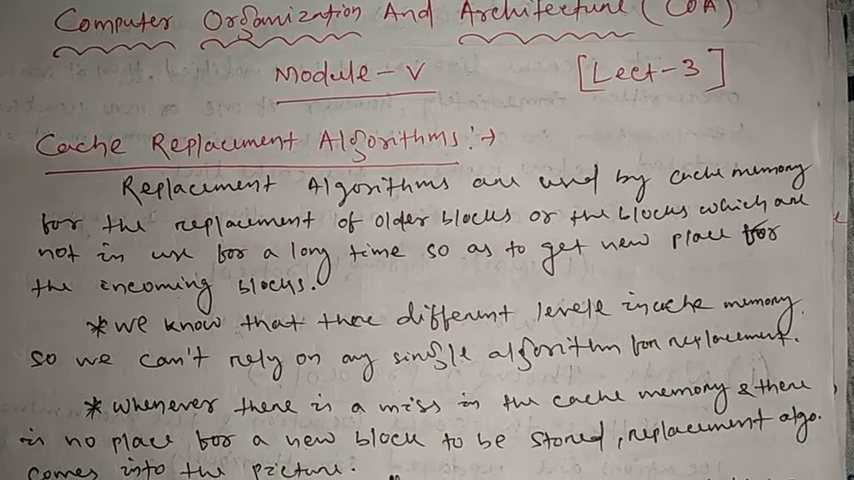 Computer Organization And Architecture (COA)
Module-V [Lect-3]
Cache Replacement Algorithms:→
Replacement Algorithms are used by cache memory
for the replacement of older blocks or the blocks which are
not in use for a long time so as to get new place for
the incoming blocks.
*We know that there different levels in cache memory.
so we can't rely on any single algorithm for replacement.
*Whenever there is a miss in the cache memory & there
is no place for a new block to be stored, replacement algo.
comes into the picture.